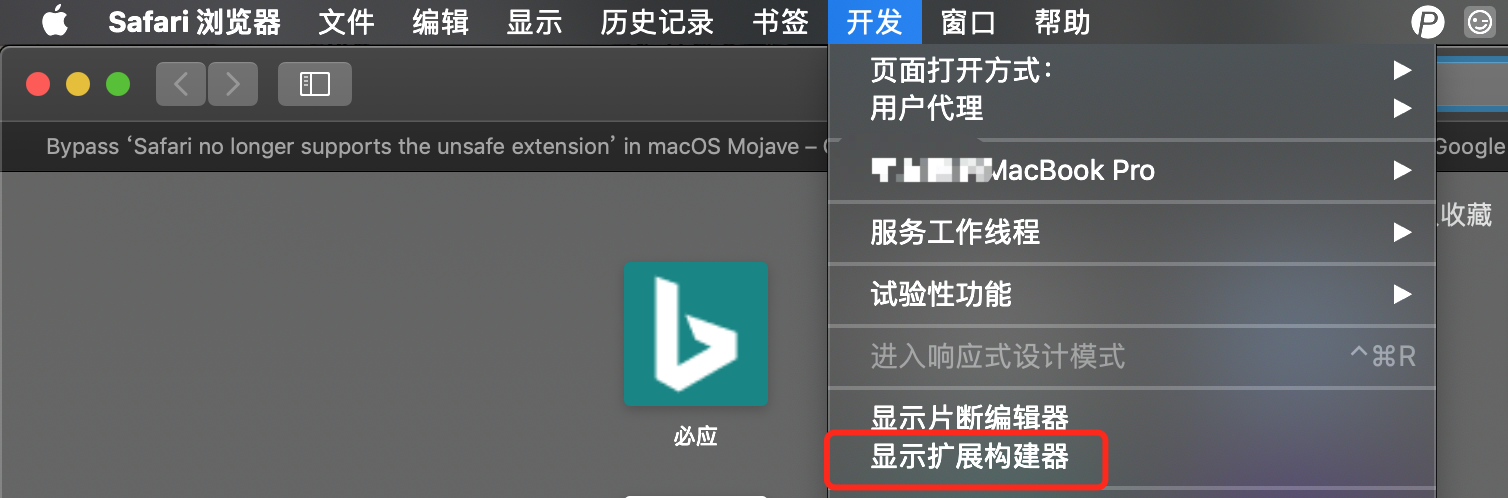 Safari 浏览器 文件 编辑 显示 历史记录 书签 开发 窗口 帮助
页面打开方式：
用户代理
Bypass ‘Safari no longer supports the unsafe extension’ in macOS Mojave –
Google
MacBook Pro
收藏
服务工作线程
试验性功能
进入响应式设计模式 ^⌘R
显示片断编辑器
必应
显示扩展构建器